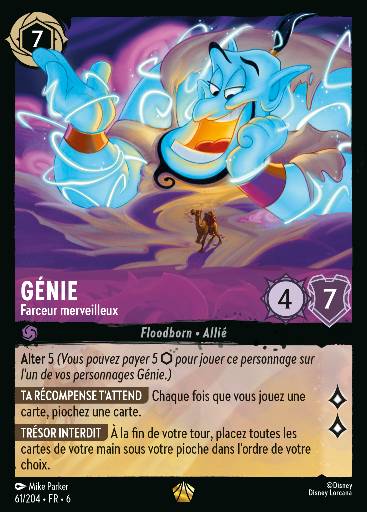 7
GÉNIE
Farceur merveilleux
4
7
Floodborn • Allié
Alter 5 (Vous pouvez payer 5 pour jouer ce personnage sur
l'un de vos personnages Génie.)
TA RÉCOMPENSE T'ATTEND Chaque fois que vous jouez une
carte, piochez une carte.
TRÉSOR INTERDIT À la fin de votre tour, placez toutes les
cartes de votre main sous votre pioche dans l'ordre de votre
choix.
Mike Parker
61/204 • FR • 6
©Disney
Disney Lorcana